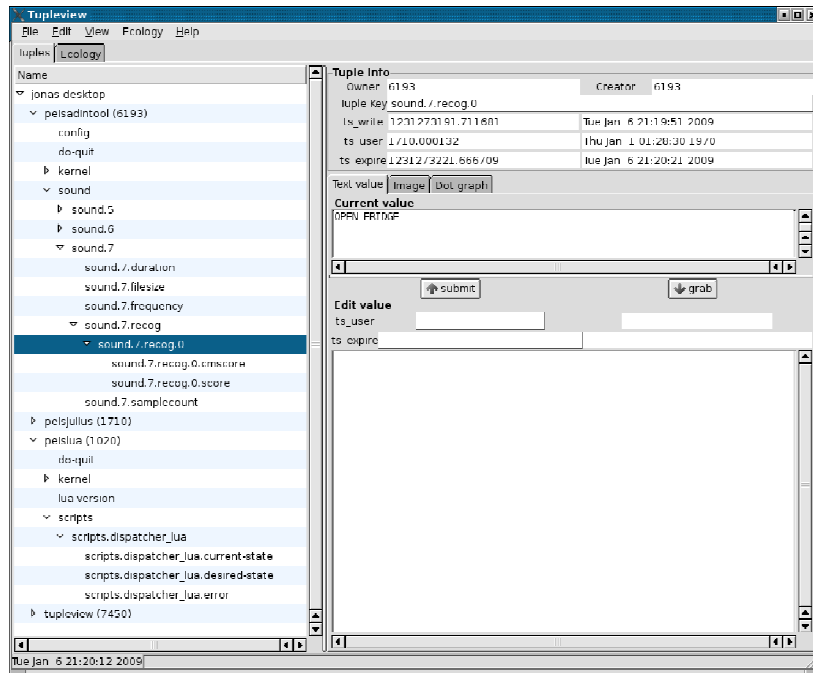 Tupleview
File Edit View Ecology Help
Tuples Ecology
Name
jonas desktop
peisadintool (6193)
config
do-quit
kernel
sound
sound.5
sound.6
sound.7
sound.7.duration
sound.7.filesize
sound.7.frequency
sound.7.recog
sound.7.recog.0
sound.7.recog.0.cmscore
sound.7.recog.0.score
sound.7.samplecount
peisjulius (1710)
peislua (1020)
do-quit
kernel
lua version
scripts
scripts.dispatcher_lua
scripts.dispatcher_lua.current-state
scripts.dispatcher_lua.desired-state
scripts.dispatcher_lua.error
tupleview (7450)
Tuple Info
Owner 6193 Creator 6193
Tuple Key sound.7.recog.0
ts_write 1231273191.711681 Tue Jan 6 21:19:51 2009
ts_user 1710.000132 Thu Jan 1 01:28:30 1970
ts_expire 1231273221.666709 Tue Jan 6 21:20:21 2009
Text value Image Dot graph
Current value
OPEN FRIDGE
submit grab
Edit value
ts_user
ts_expire
Tue Jan 6 21:20:12 2009